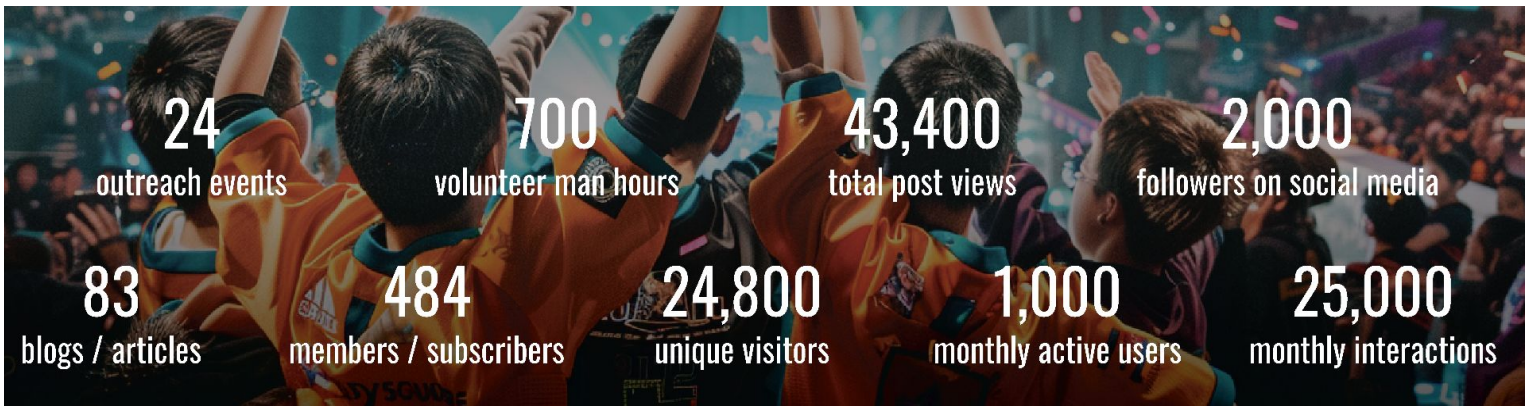 24
700
43,400
2,000
outreach events
volunteer man hours
total post views
followers on social media
83
484
24,800
1,000
25,000
blogs / articles
members / subscribers
unique visitors
monthly active users
monthly interactions